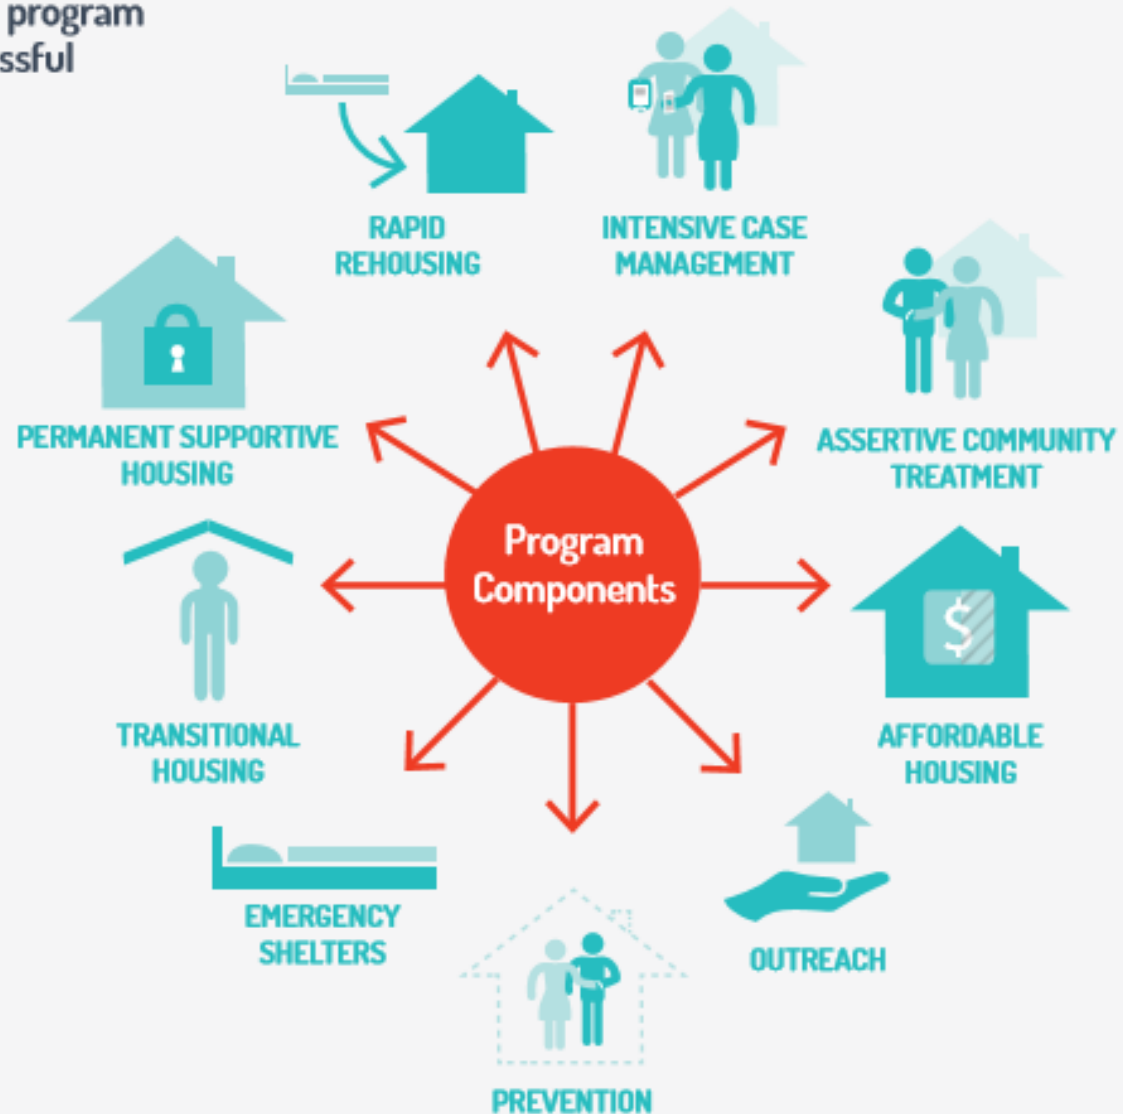 program
ssful
RAPID
REHOUSING
INTENSIVE CASE
MANAGEMENT
PERMANENT SUPPORTIVE
HOUSING
ASSERTIVE COMMUNITY
TREATMENT
Program
Components
$
TRANSITIONAL
HOUSING
AFFORDABLE
HOUSING
EMERGENCY
SHELTERS
OUTREACH
PREVENTION